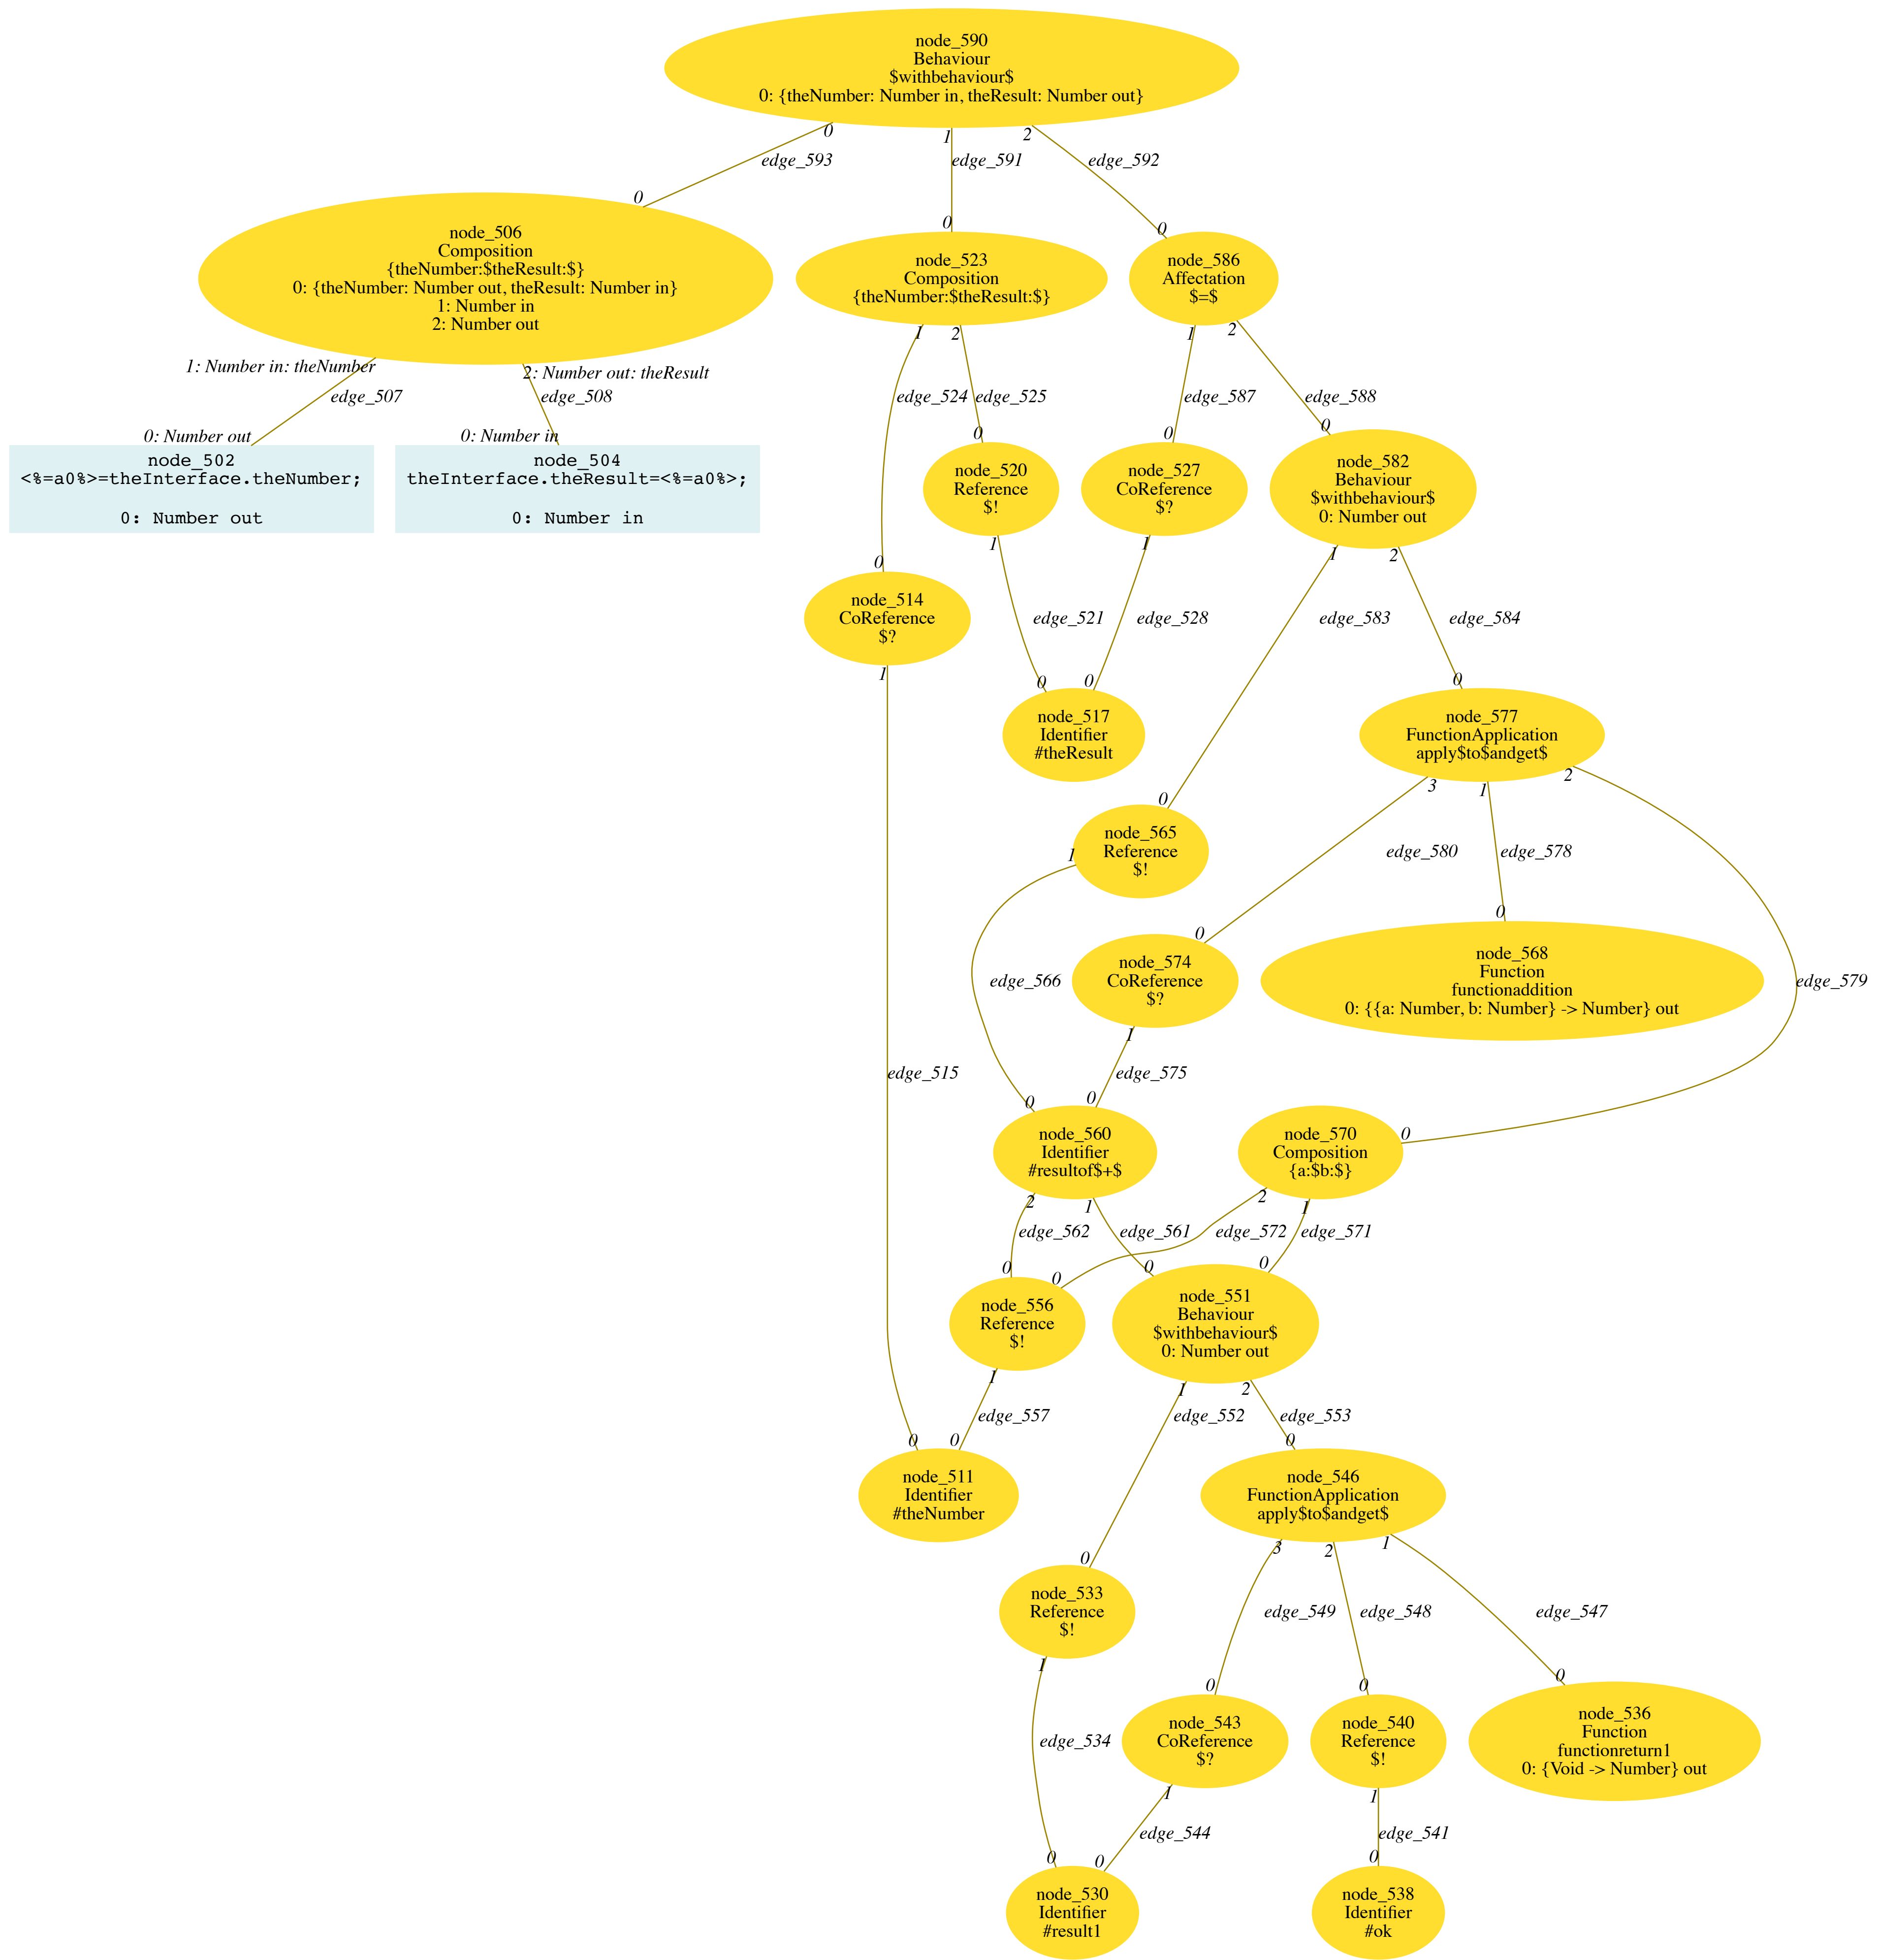 node_590
Behaviour
$withbehaviour$
0: {theNumber: Number in, theResult: Number out}
0
1
2
edge_593
edge_591
edge_592
0
0
0
node_506
Composition
{theNumber:$theResult:$}
0: {theNumber: Number out, theResult: Number in}
1: Number in
2: Number out
node_523
Composition
{theNumber:$theResult:$}
node_586
Affectation
$=$
1: Number in: theNumber
2: Number out: theResult
1
2
1
2
edge_507
edge_508
edge_524
edge_525
edge_587
edge_588
0: Number out
0: Number in
0
0
0
node_502
<%=a0%>=theInterface.theNumber;
0: Number out
node_504
theInterface.theResult=<%=a0%>;
0: Number in
node_520
Reference
$!
node_527
CoReference
$?
node_582
Behaviour
$withbehaviour$
0: Number out
1
1
1
2
0
node_514
CoReference
$?
edge_521
edge_528
edge_583
edge_584
1
0
0
0
node_517
Identifier
#theResult
node_577
FunctionApplication
apply$to$andget$
3
1
2
0
node_565
Reference
$!
1
edge_580
edge_578
0
0
node_574
CoReference
$?
node_568
Function
functionaddition
0: {{a: Number, b: Number} -> Number} out
edge_566
edge_579
1
edge_515
edge_575
0
0
0
node_560
Identifier
#resultof$+$
node_570
Composition
{a:$b:$}
2
1
2
1
edge_562
edge_561
edge_572
edge_571
0
0
0
0
node_556
Reference
$!
node_551
Behaviour
$withbehaviour$
0: Number out
1
1
2
edge_557
edge_552
edge_553
0
0
0
node_511
Identifier
#theNumber
node_546
FunctionApplication
apply$to$andget$
3
2
1
0
node_533
Reference
$!
edge_549
edge_548
edge_547
1
0
0
0
node_543
CoReference
$?
node_540
Reference
$!
node_536
Function
functionreturn1
0: {Void -> Number} out
edge_534
1
1
edge_544
edge_541
0
0
0
node_530
Identifier
#result1
node_538
Identifier
#ok